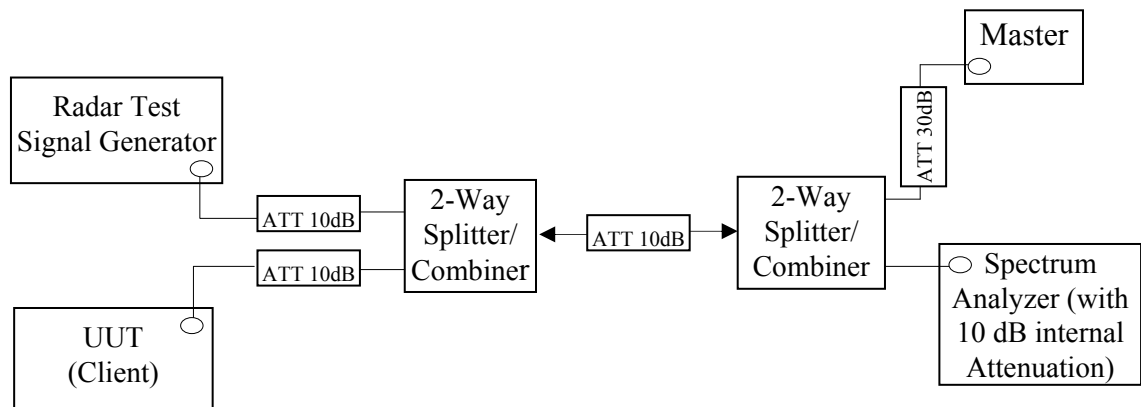 Radar Test
Signal Generator
ATT 10dB
ATT 10dB
UUT
(Client)
2-Way
Splitter/
Combiner
ATT 10dB
2-Way
Splitter/
Combiner
ATT 30dB
Master
Spectrum
Analyzer (with
10 dB internal
Attenuation)